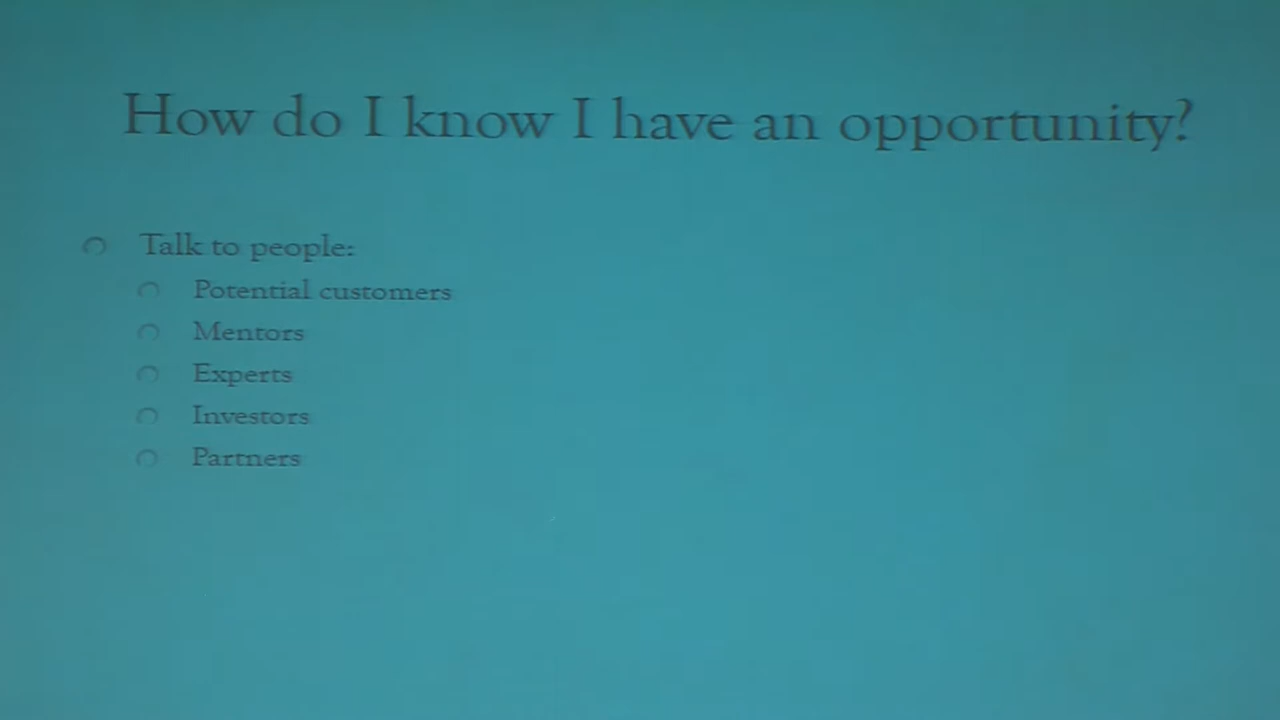 How do I know I have an opportunity?
Talk to people:
Potential customers
Mentors
Experts
Investors
Partners